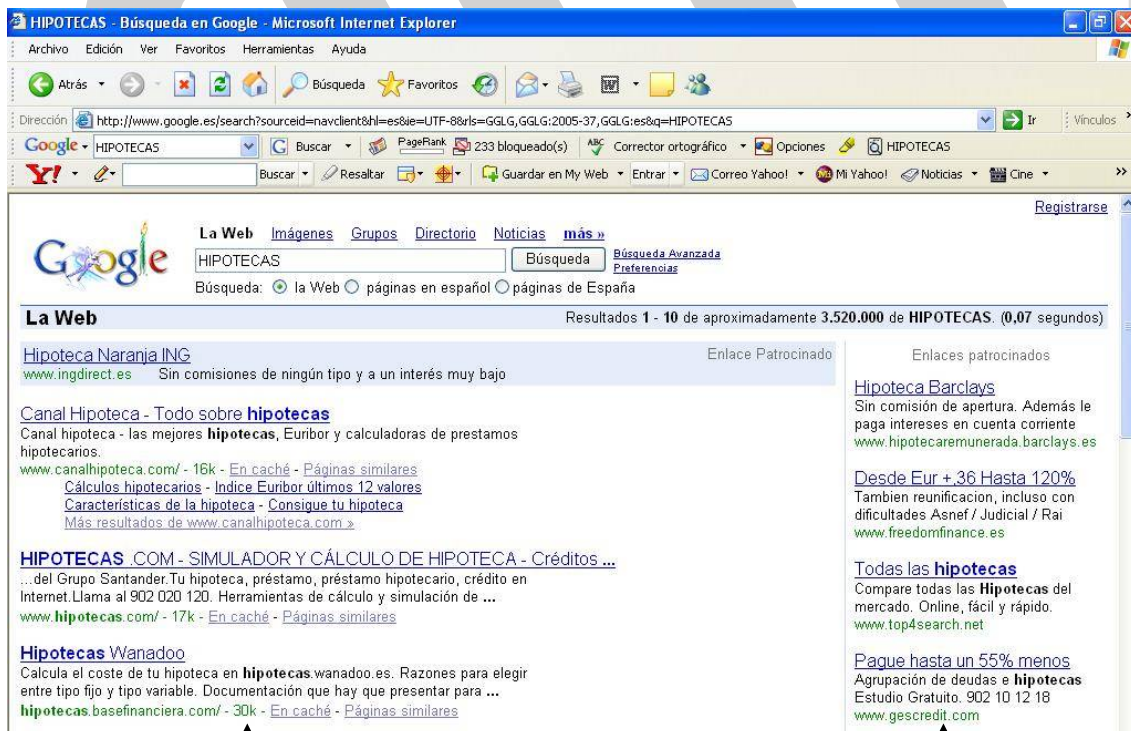 HIPOTECAS - Búsqueda en Google - Microsoft Internet Explorer
Archivo Edición Ver Favoritos Herramientas Ayuda
Atrás Búsqueda Favoritos
Dirección http://www.google.es/search?sourceid=navclient&hl=es&ie=UTF-8&rls=GGLG,GGLG:2005-37,GGLG:es&q=HIPOTECAS Ir Vínculos »
Google HIPOTECAS Buscar PageRank 233 bloqueado(s) ABC Corrector ortográfico Opciones HIPOTECAS
Y! Buscar Resaltar Guardar en My Web Entrar Correo Yahoo! Mi Yahoo! Noticias Cine »
Registrarse
Google
La Web Imágenes Grupos Directorio Noticias más »
HIPOTECAS Búsqueda Búsqueda Avanzada
Preferencias
Búsqueda: la Web páginas en español páginas de España
La Web Resultados 1 - 10 de aproximadamente 3.520.000 de HIPOTECAS. (0,07 segundos)
Hipoteca Naranja ING Enlace Patrocinado
www.ingdirect.es Sin comisiones de ningún tipo y a un interés muy bajo
Canal Hipoteca - Todo sobre hipotecas
Canal hipoteca - las mejores hipotecas, Euribor y calculadoras de prestamos
hipotecarios.
www.canalhipoteca.com/ - 16k - En caché - Páginas similares
Cálculos hipotecarios - Indice Euribor últimos 12 valores
Características de la hipoteca - Consigue tu hipoteca
Más resultados de www.canalhipoteca.com »
HIPOTECAS .COM - SIMULADOR Y CÁLCULO DE HIPOTECA - Créditos ...
...del Grupo Santander.Tu hipoteca, préstamo, préstamo hipotecario, crédito en
Internet.Llama al 902 020 120. Herramientas de cálculo y simulación de ...
www.hipotecas.com/ - 17k - En caché - Páginas similares
Hipotecas Wanadoo
Calcula el coste de tu hipoteca en hipotecas.wanadoo.es. Razones para elegir
entre tipo fijo y tipo variable. Documentación que hay que presentar para ...
hipotecas.basefinanciera.com/ - 30k - En caché - Páginas similares
Enlaces patrocinados
Hipoteca Barclays
Sin comisión de apertura. Además le
paga intereses en cuenta corriente
www.hipotecaremunerada.barclays.es
Desde Eur +,36 Hasta 120%
Tambien reunificacion, incluso con
dificultades Asnef / Judicial / Rai
www.freedomfinance.es
Todas las hipotecas
Compare todas las Hipotecas del
mercado. Online, fácil y rápido.
www.top4search.net
Pague hasta un 55% menos
Agrupación de deudas e hipotecas
Estudio Gratuito. 902 10 12 18
www.gescredit.com